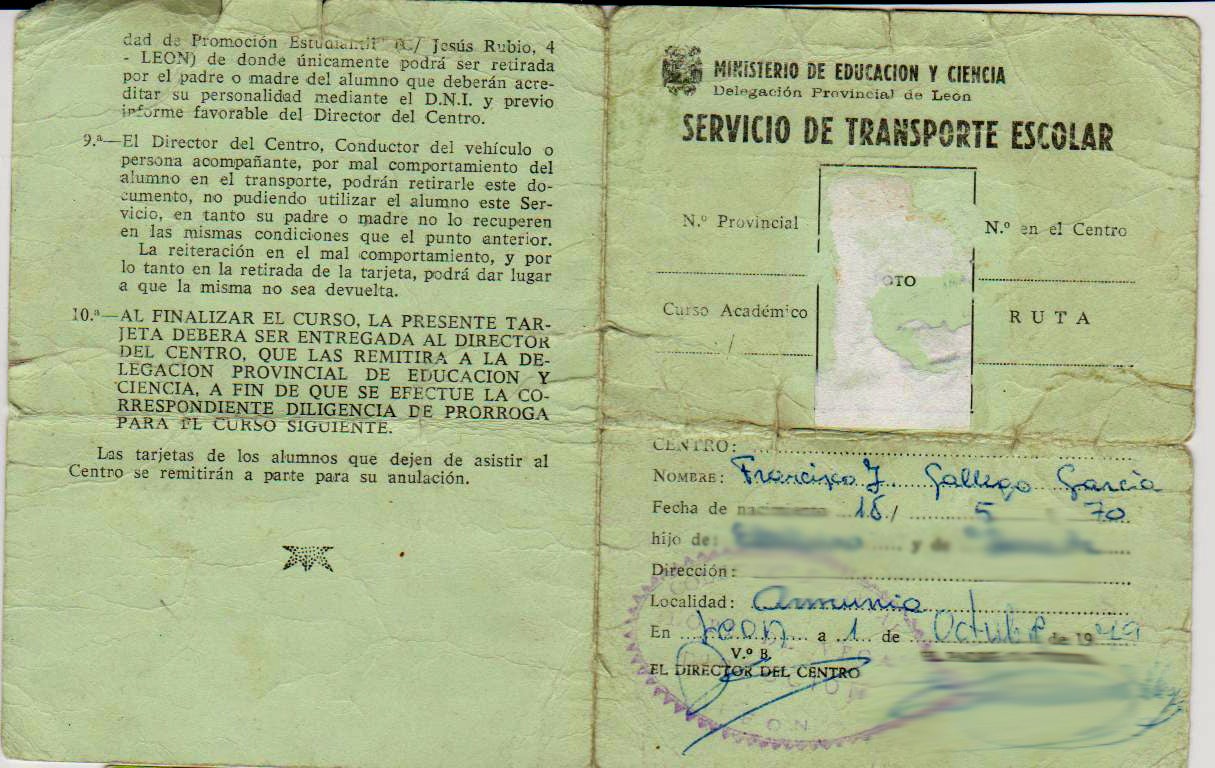 dad de Promoción Estudiantil" (C/ Jesús Rubio, 4
- LEON) de donde únicamente podrá ser retirada
por el padre o madre del alumno que deberán acre-
ditar su personalidad mediante el D.N.I. y previo
informe favorable del Director del Centro.
9.ª—El Director del Centro, Conductor del vehículo o
persona acompañante, por mal comportamiento del
alumno en el transporte, podrán retirarle este do-
cumento, no pudiendo utilizar el alumno este Ser-
vicio, en tanto su padre o madre no lo recuperen
en las mismas condiciones que el punto anterior.
La reiteración en el mal comportamiento, y por
lo tanto en la retirada de la tarjeta, podrá dar lugar
a que la misma no sea devuelta.
10.ª—AL FINALIZAR EL CURSO, LA PRESENTE TAR-
JETA DEBERA SER ENTREGADA AL DIRECTOR
DEL CENTRO, QUE LAS REMITIRA A LA DE-
LEGACION PROVINCIAL DE EDUCACION Y
CIENCIA, A FIN DE QUE SE EFECTUE LA CO-
RRESPONDIENTE DILIGENCIA DE PRORROGA
PARA EL CURSO SIGUIENTE.
Las tarjetas de los alumnos que dejen de asistir al
Centro se remitirán a parte para su anulación.
MINISTERIO DE EDUCACION Y CIENCIA
Delegación Provincial de León
SERVICIO DE TRANSPORTE ESCOLAR
N.º Provincial
OTO
N.º en el Centro
Curso Académico
/
RUTA
CENTRO:
NOMBRE: Francisco J. Gallego García
Fecha de nacimiento 15 / 5 70
hijo de: y de
Dirección:
Localidad: Armunia
En León a 1 de Octubre de 19
V.º B.
EL DIRECTOR DEL CENTRO
LEON